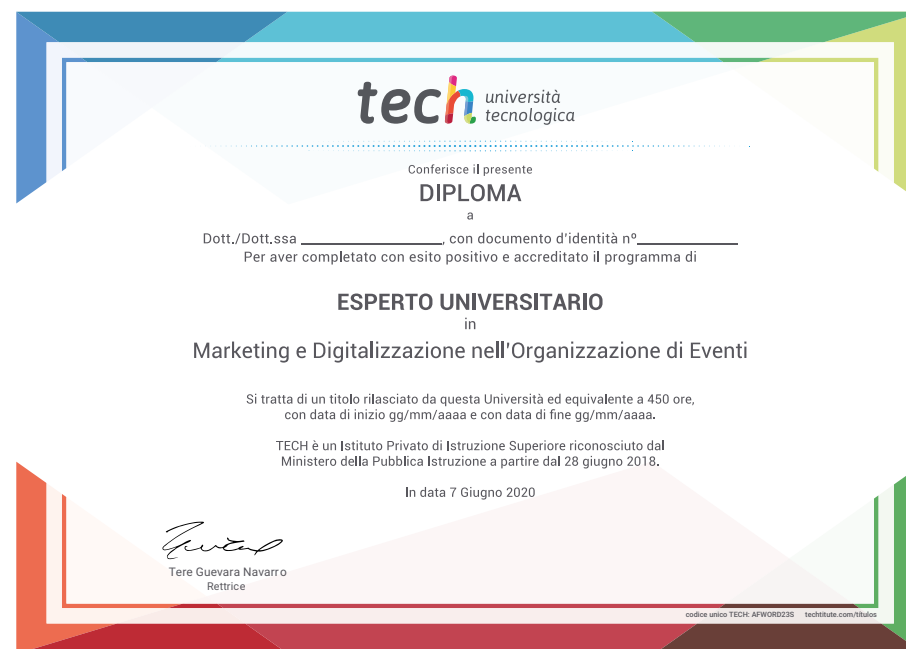 tech università
tecnologica
Conferisce il presente
DIPLOMA
a
Dott./Dott.ssa ________________, con documento d'identità nº____________
Per aver completato con esito positivo e accreditato il programma di
ESPERTO UNIVERSITARIO
in
Marketing e Digitalizzazione nell'Organizzazione di Eventi
Si tratta di un titolo rilasciato da questa Università ed equivalente a 450 ore,
con data di inizio gg/mm/aaaa e con data di fine gg/mm/aaaa.
TECH è un Istituto Privato di Istruzione Superiore riconosciuto dal
Ministero della Pubblica Istruzione a partire dal 28 giugno 2018.
In data 7 Giugno 2020
Tere Guevara Navarro
Rettrice
codice unico TECH: AFWORD23S techtitute.com/titulos